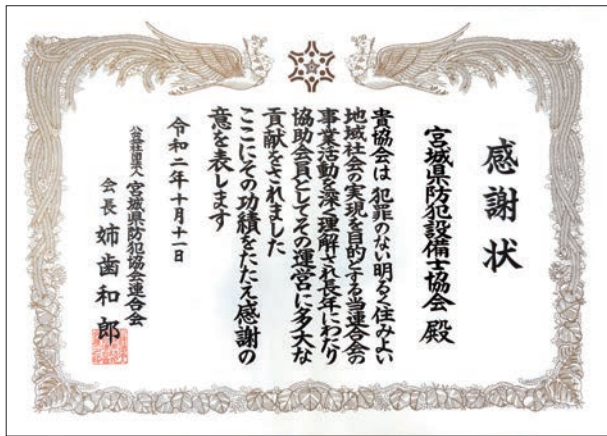 感謝状
宮城県防犯設備士協会 殿
貴協会は 犯罪のない明るく住みよい
地域社会の実現を目的とする当連合会の
事業活動を深く理解され長年にわたり
協助会員としてその運営に多大な
貢献をされました
ここにその功績をたたえ感謝の
意を表します
令和二年十月十一日
公益社団法人 宮城県防犯協会連合会
会長 姉歯和郎